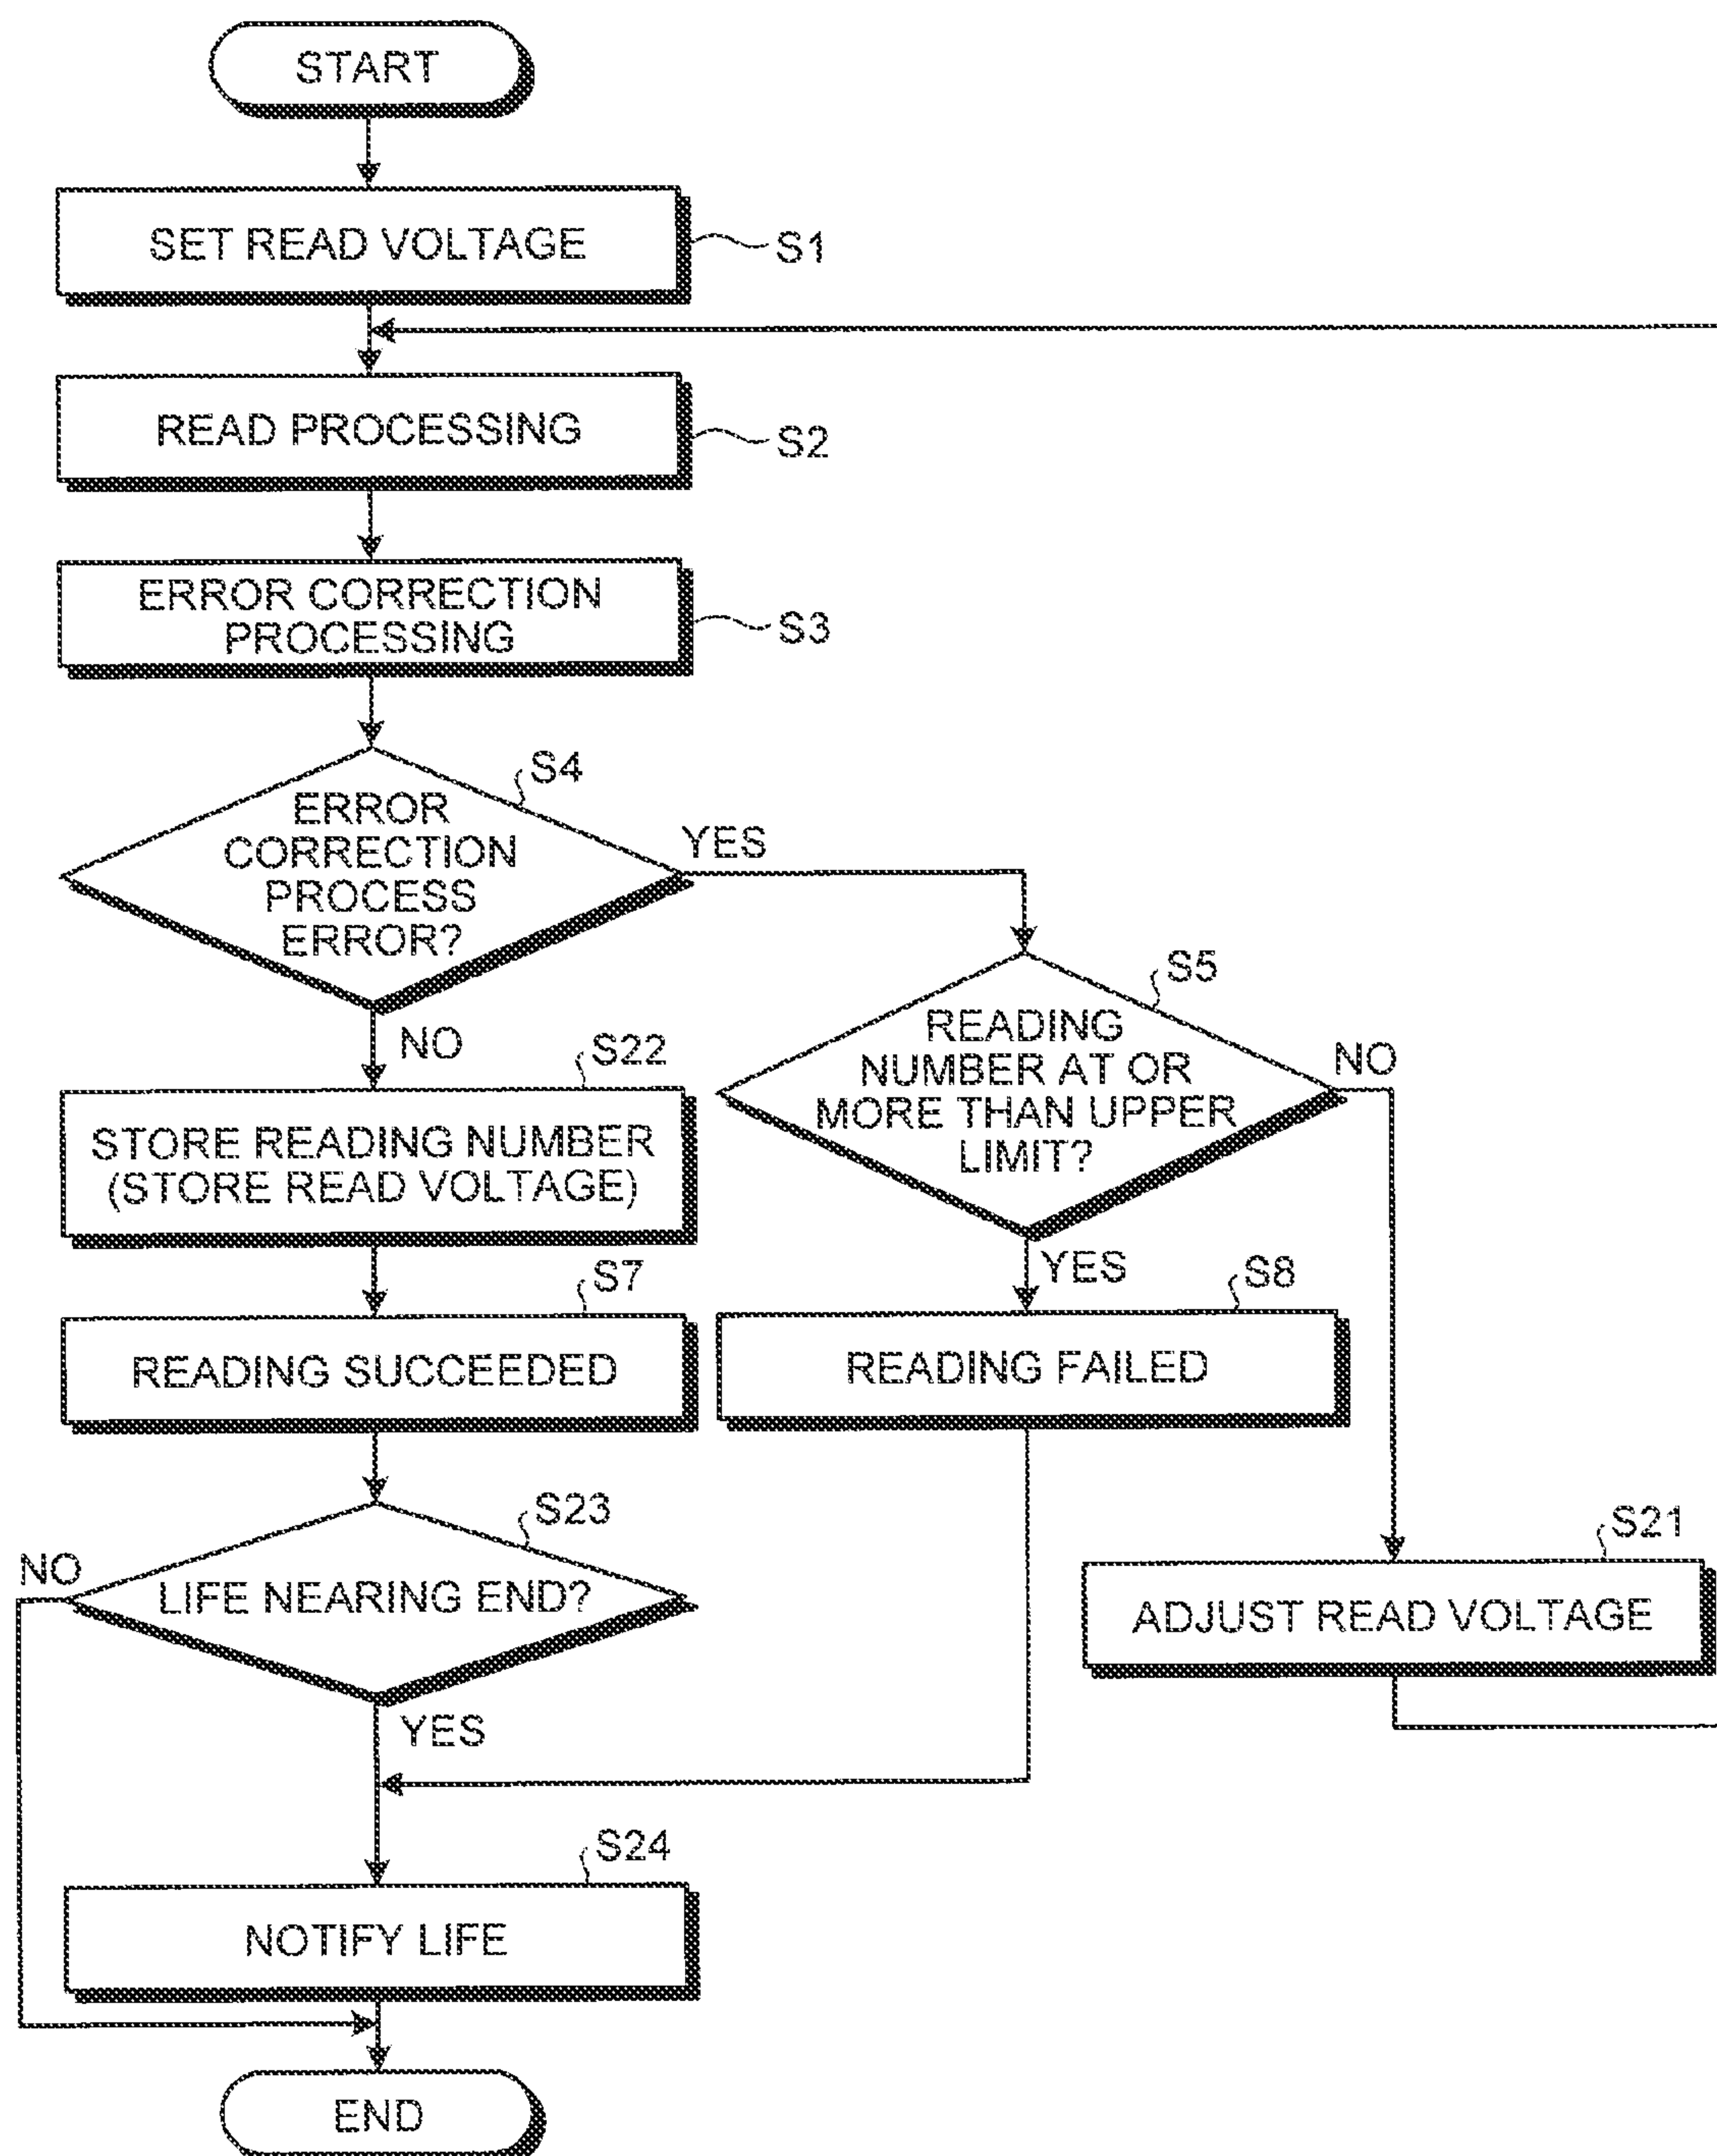 START
SET READ VOLTAGE
S1
READ PROCESSING
S2
ERROR CORRECTION
PROCESSING
S3
S4
ERROR
CORRECTION
PROCESS
ERROR?
YES
NO
S5
READING
NUMBER AT OR
MORE THAN UPPER
LIMIT?
NO
YES
S22
STORE READING NUMBER
(STORE READ VOLTAGE)
S7
READING SUCCEEDED
S8
READING FAILED
S23
LIFE NEARING END?
NO
YES
S21
ADJUST READ VOLTAGE
S24
NOTIFY LIFE
END